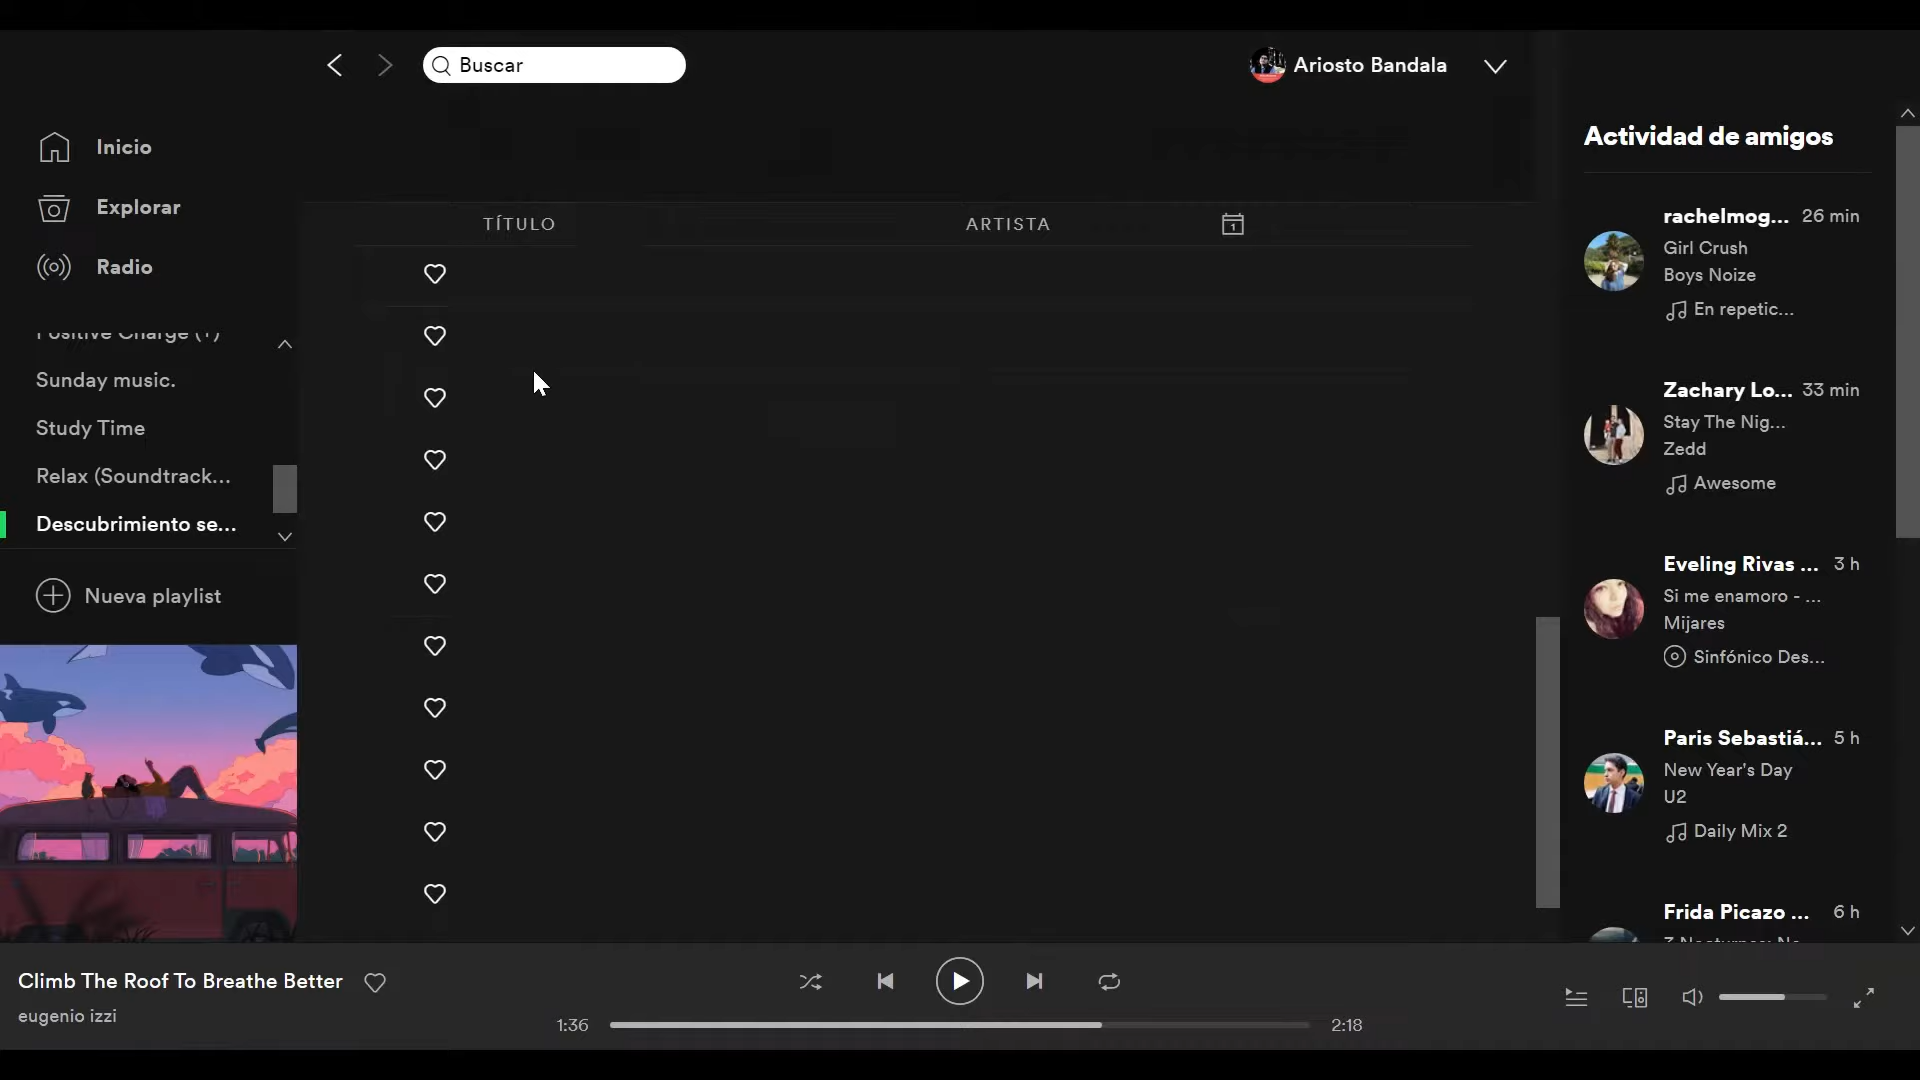 Buscar
Ariosto Bandala
Inicio
Explorar
Radio
Positive Charge (1)
Sunday music.
Study Time
Relax (Soundtrack...
Descubrimiento se...
Nueva playlist
TÍTULO
ARTISTA
Actividad de amigos
rachelmog... 26 min
Girl Crush
Boys Noize
En repetic...
Zachary Lo... 33 min
Stay The Nig...
Zedd
Awesome
Eveling Rivas ... 3 h
Si me enamoro - ...
Mijares
Sinfónico Des...
Paris Sebastiá... 5 h
New Year's Day
U2
Daily Mix 2
Frida Picazo ... 6 h
Climb The Roof To Breathe Better
eugenio izzi
1:36
2:18